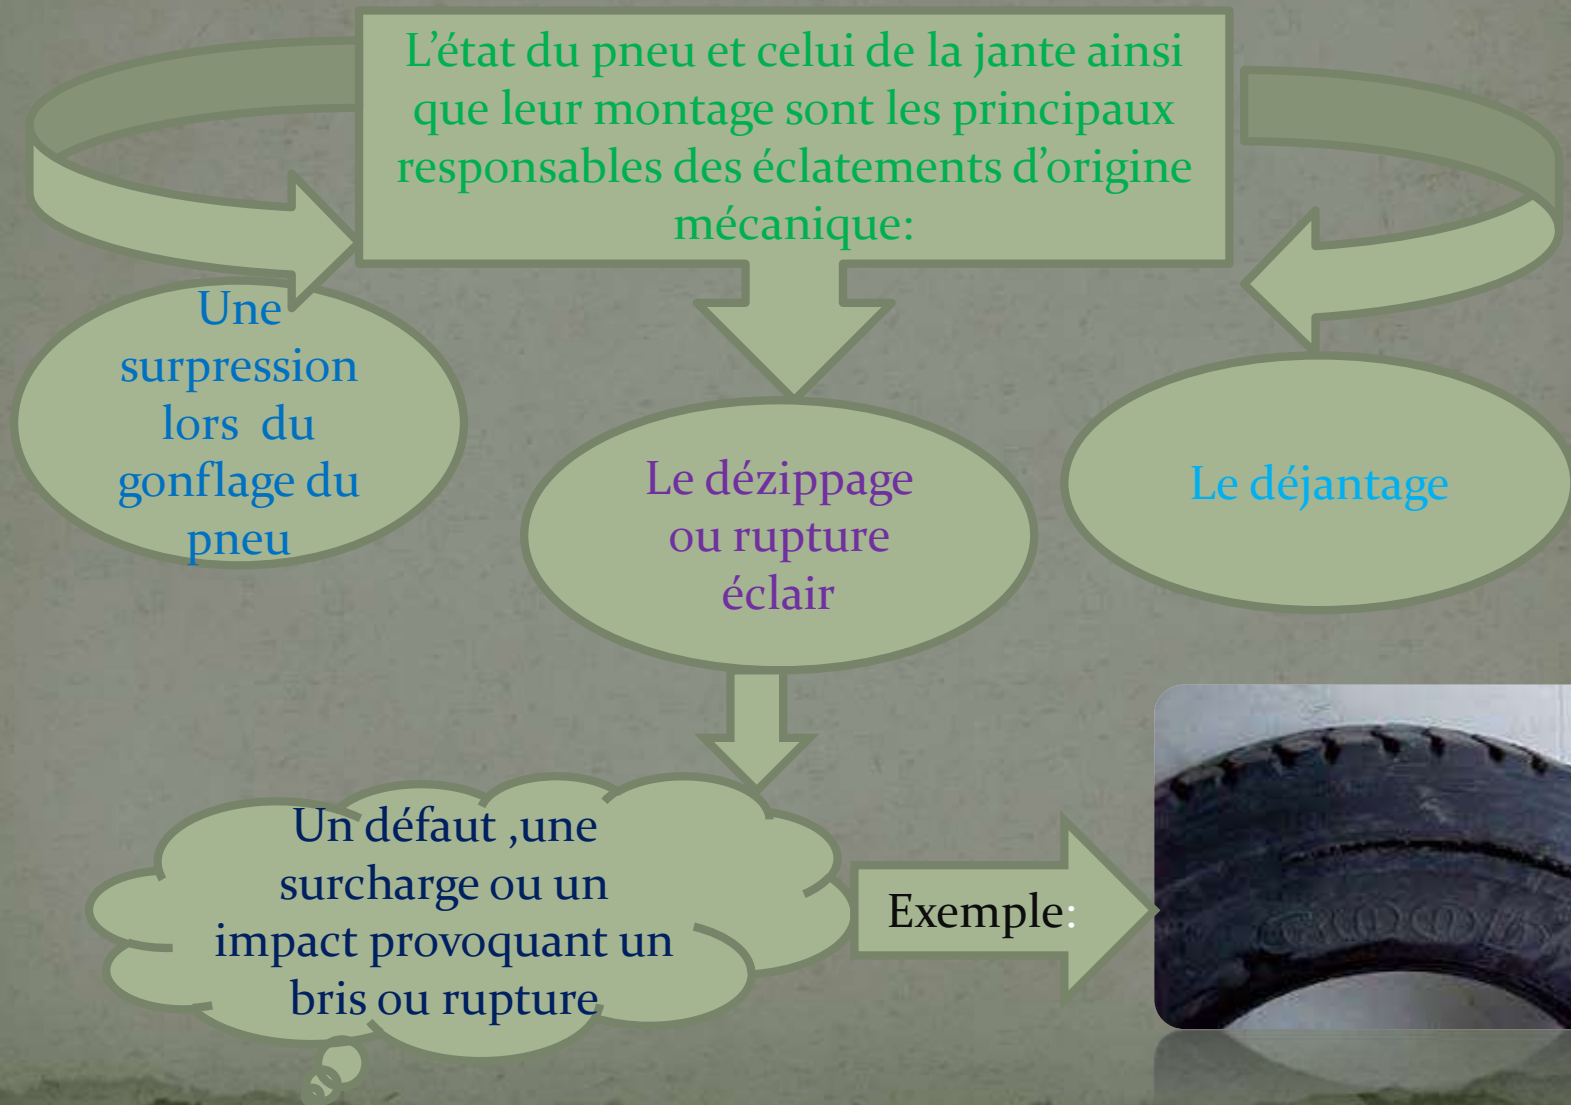 L’état du pneu et celui de la jante ainsi
que leur montage sont les principaux
responsables des éclatements d’origine
mécanique:
Une
surpression
lors  du
gonflage du
pneu
Le dézippage
ou rupture
éclair
Le déjantage
Un défaut ,une
surcharge ou un
impact provoquant un
bris ou rupture
Exemple: